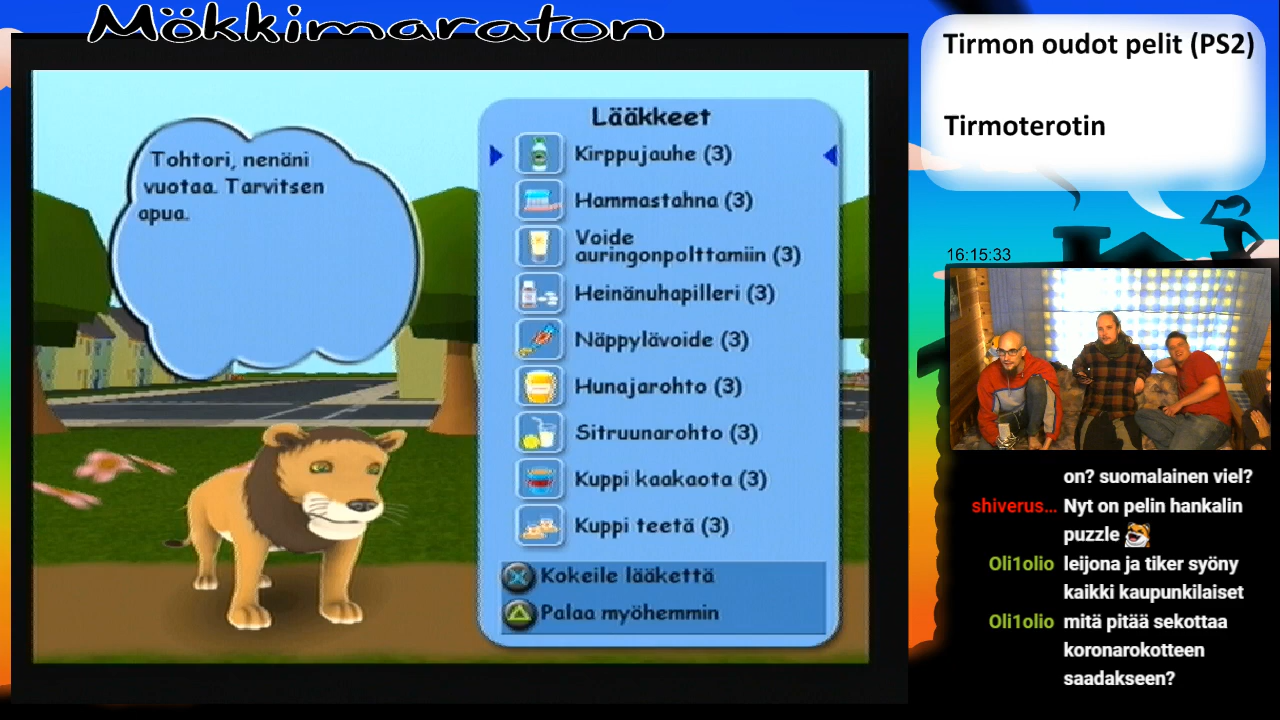 Mökkimaraton
Tirmon oudot pelit (PS2)
Tirmoterotin
Tohtori, nenäni
vuotaa. Tarvitsen
apua.
Lääkkeet
Kirppujauhe (3)
Hammastahna (3)
Voide
auringonpolttamiin (3)
Heinänuhapilleri (3)
Näppylävoide (3)
Hunajarohto (3)
Sitruunarohto (3)
Kuppi kaakaota (3)
Kuppi teetä (3)
Kokeile lääkettä
Palaa myöhemmin
16:15:33
on? suomalainen viel?
shiverus… Nyt on pelin hankalin
puzzle
Oli1olio leijona ja tiker syöny
kaikki kaupunkilaiset
Oli1olio mitä pitää sekottaa
koronarokotteen
saadakseen?